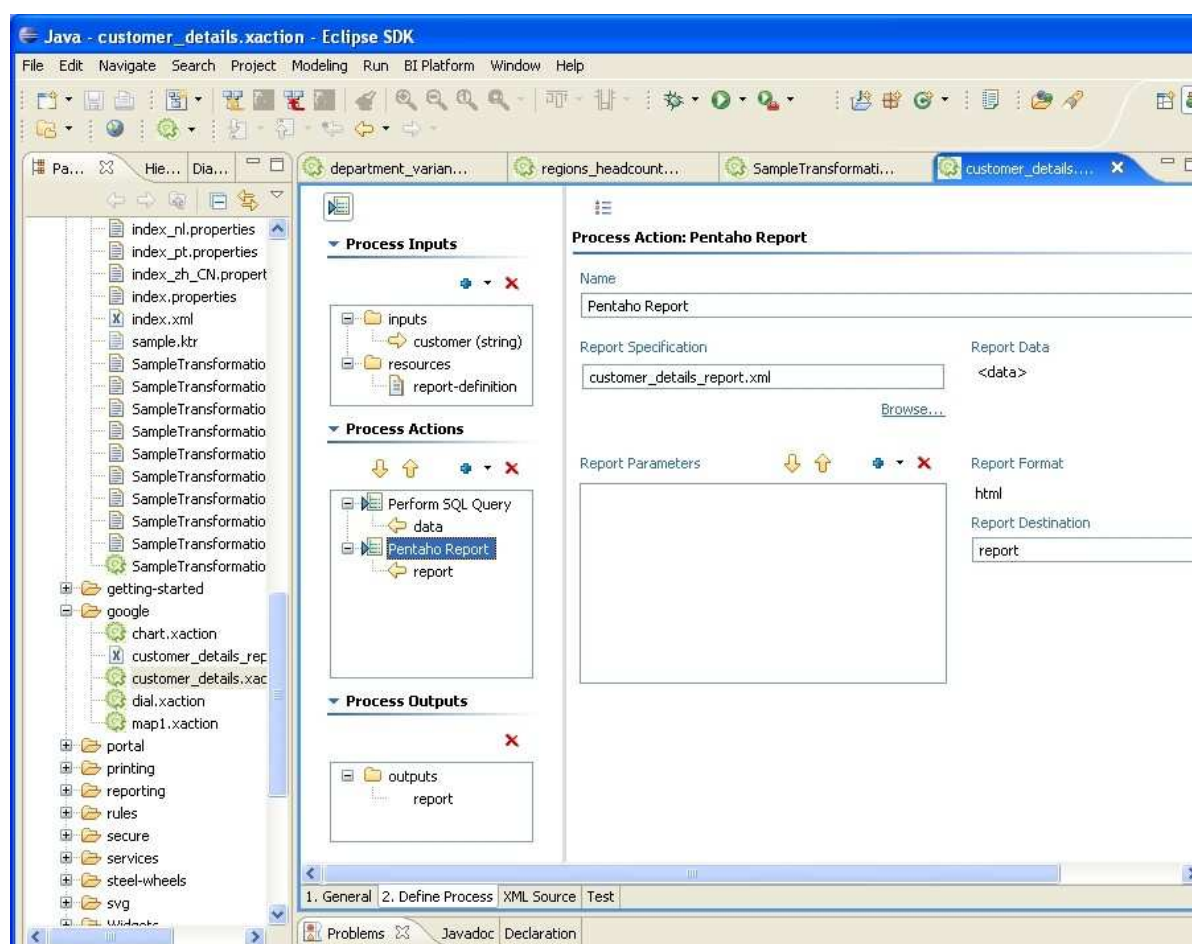 Java - customer_details.xaction - Eclipse SDK
File Edit Navigate Search Project Modeling Run BI Platform Window Help
Pa... Hie... Dia...
department_varian... regions_headcount... SampleTransformati... customer_details....
index_nl.properties
index_pt.properties
index_zh_CN.propert
index.properties
index.xml
sample.ktr
SampleTransformatio
SampleTransformatio
SampleTransformatio
SampleTransformatio
SampleTransformatio
SampleTransformatio
SampleTransformatio
SampleTransformatio
SampleTransformatio
SampleTransformatio
getting-started
google
chart.xaction
customer_details_rep
customer_details.xac
dial.xaction
map1.xaction
portal
printing
reporting
rules
secure
services
steel-wheels
svg
Widgets
Process Inputs
inputs
customer (string)
resources
report-definition
Process Actions
Perform SQL Query
data
Pentaho Report
report
Process Outputs
outputs
report
Process Action: Pentaho Report
Name
Pentaho Report
Report Specification
customer_details_report.xml
Browse...
Report Data
<data>
Report Parameters
Report Format
html
Report Destination
report
1. General 2. Define Process XML Source Test
Problems Javadoc Declaration